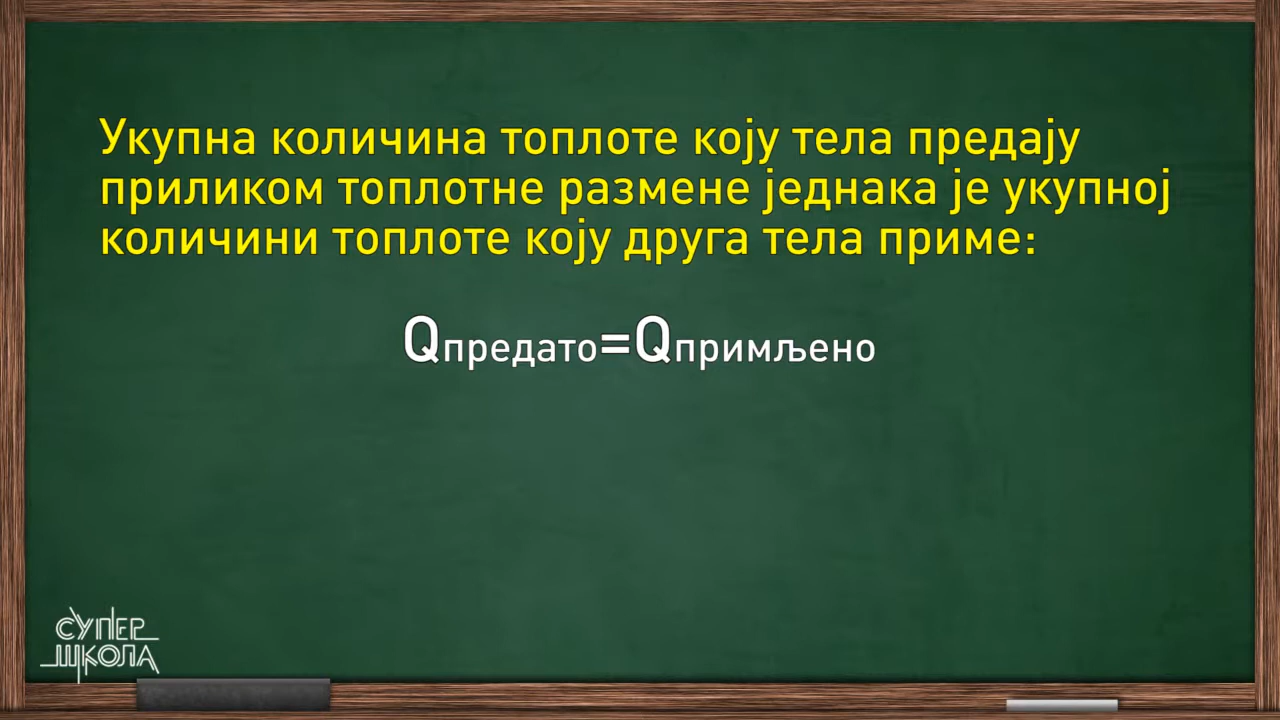 Укупна количина топлоте коју тела предају
приликом топлотне размене једнака је укупној
количини топлоте коју друга тела приме:
Qпредато=Qпримљено
СУПЕР
ШКОЛА